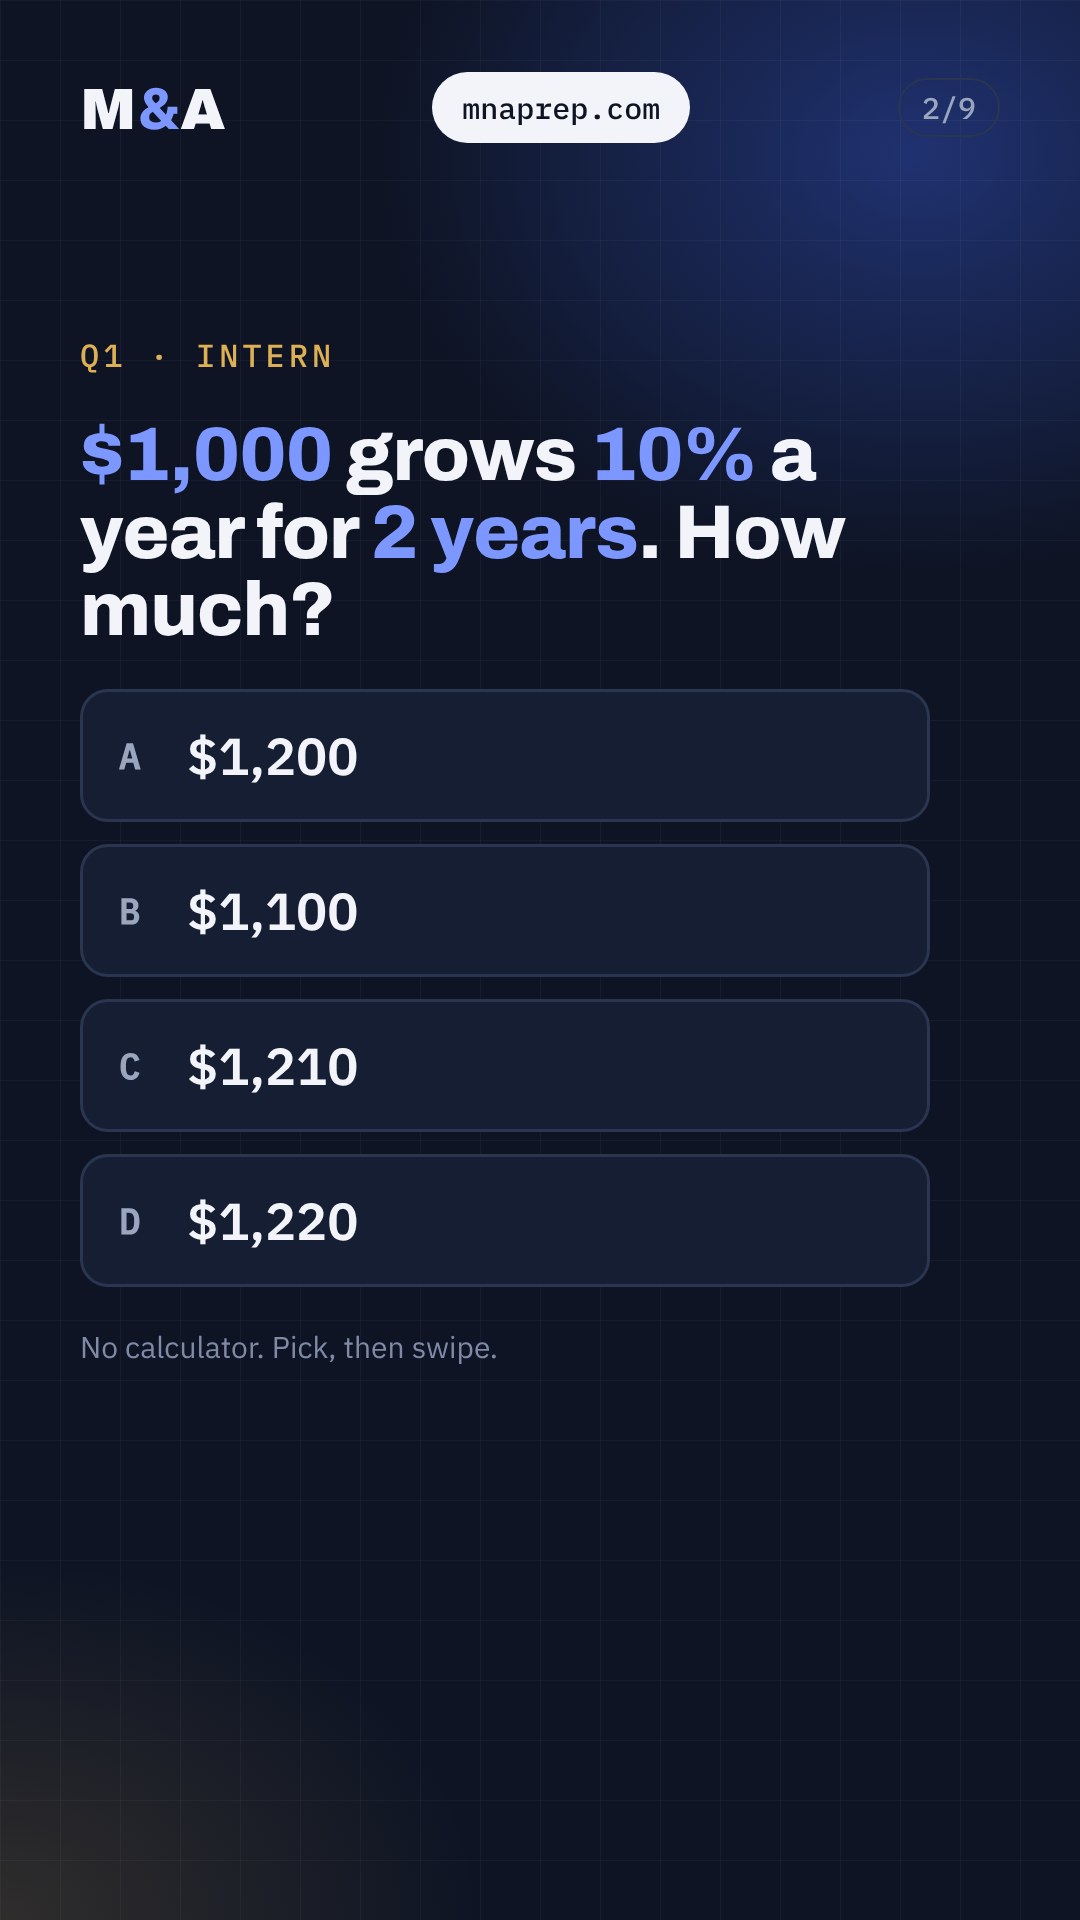 M&A
mnaprep.com
2/9
Q1 · INTERN
$1,000 grows 10% a
year for 2 years. How
much?
A $1,200
B $1,100
C $1,210
D $1,220
No calculator. Pick, then swipe.